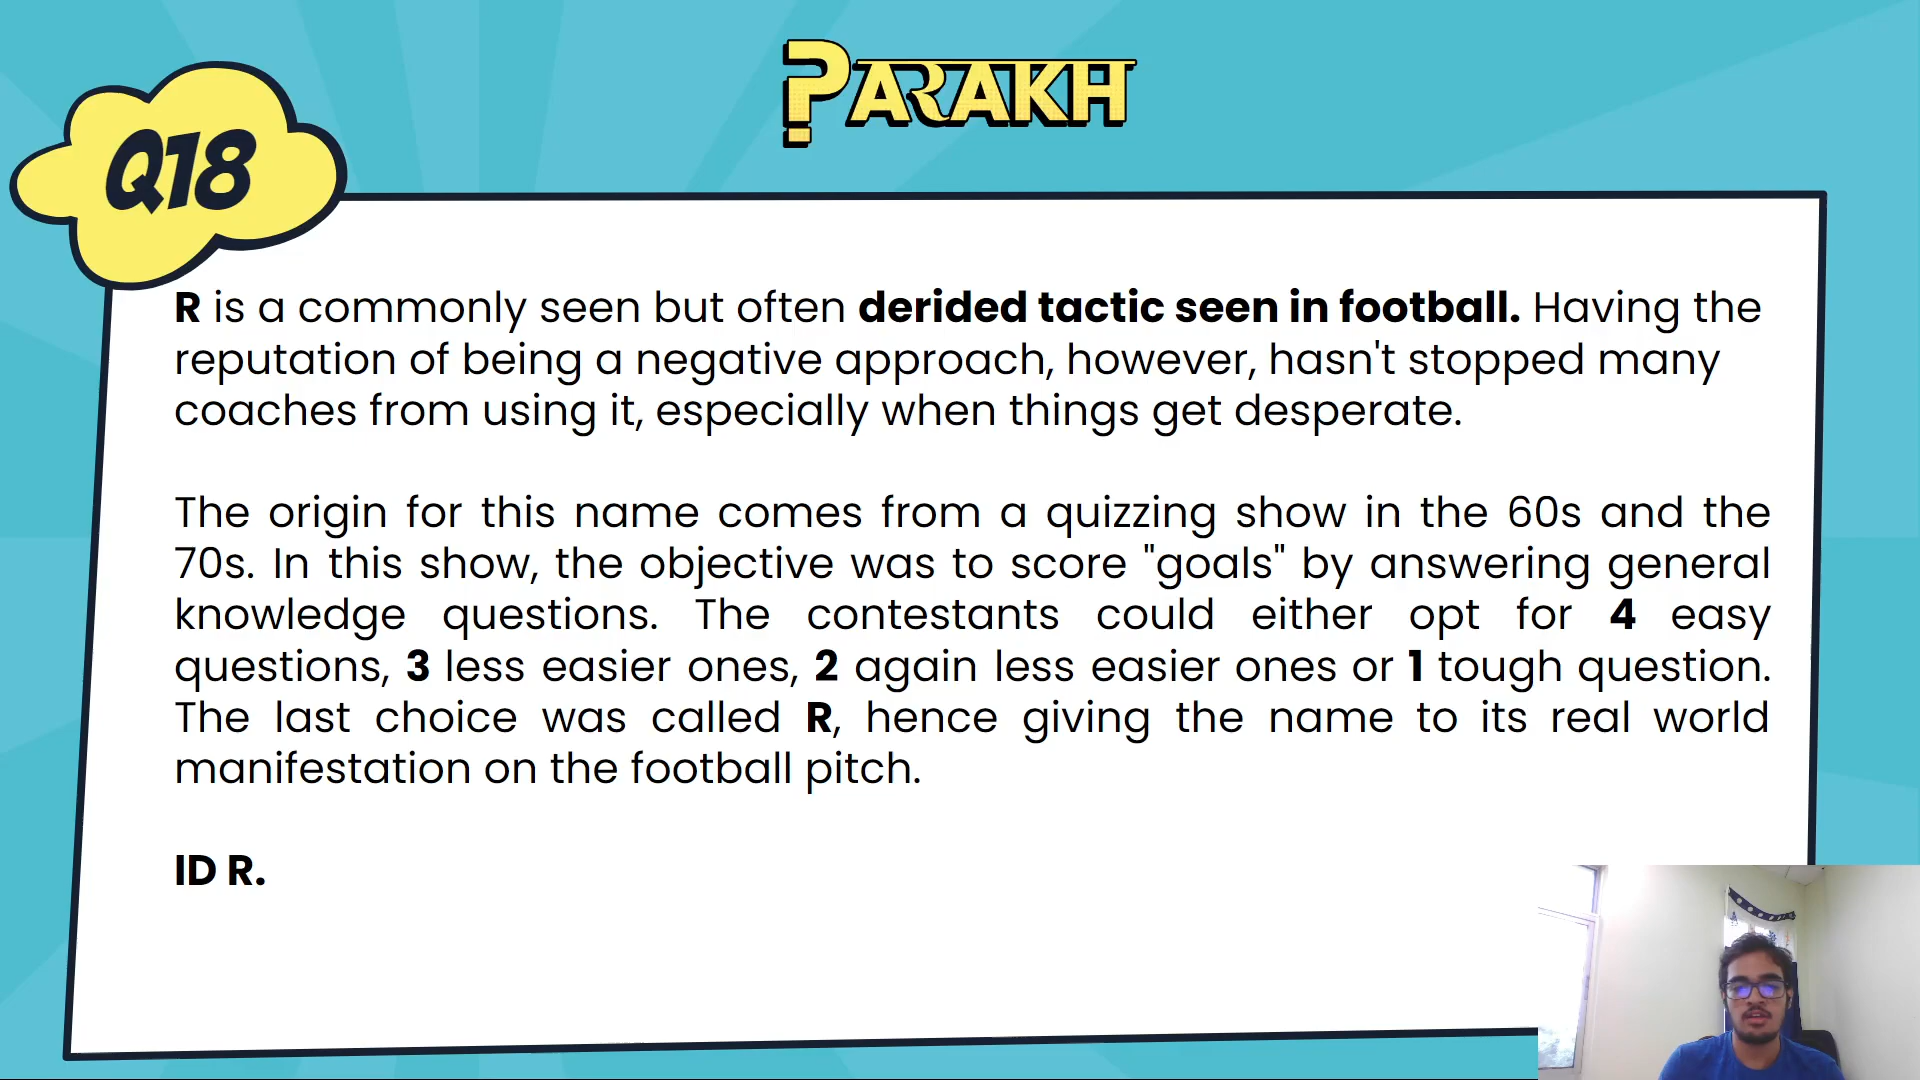 PARAKH
Q18
R is a commonly seen but often derided tactic seen in football. Having the
reputation of being a negative approach, however, hasn't stopped many
coaches from using it, especially when things get desperate.
The origin for this name comes from a quizzing show in the 60s and the
70s. In this show, the objective was to score "goals" by answering general
knowledge questions. The contestants could either opt for 4 easy
questions, 3 less easier ones, 2 again less easier ones or 1 tough question.
The last choice was called R, hence giving the name to its real world
manifestation on the football pitch.
ID R.